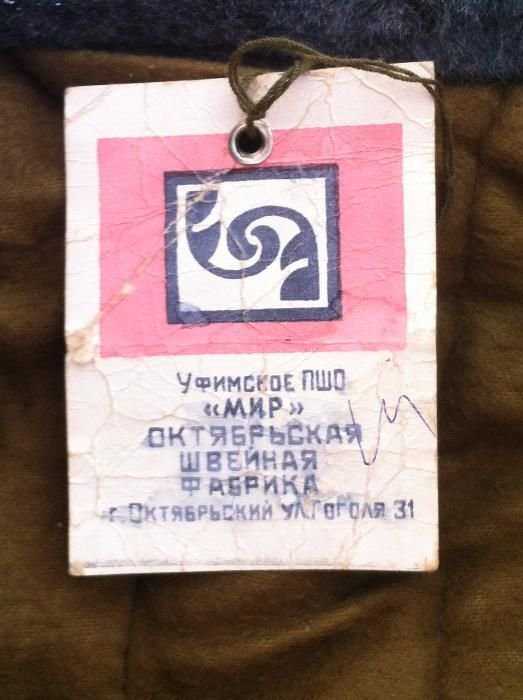 УФИМСКОЕ ПШО
«МИР»
ОКТЯБРЬСКАЯ
ШВЕЙНАЯ
ФАБРИКА
г. ОКТЯБРЬСКИЙ УЛ. ГОГОЛЯ 31